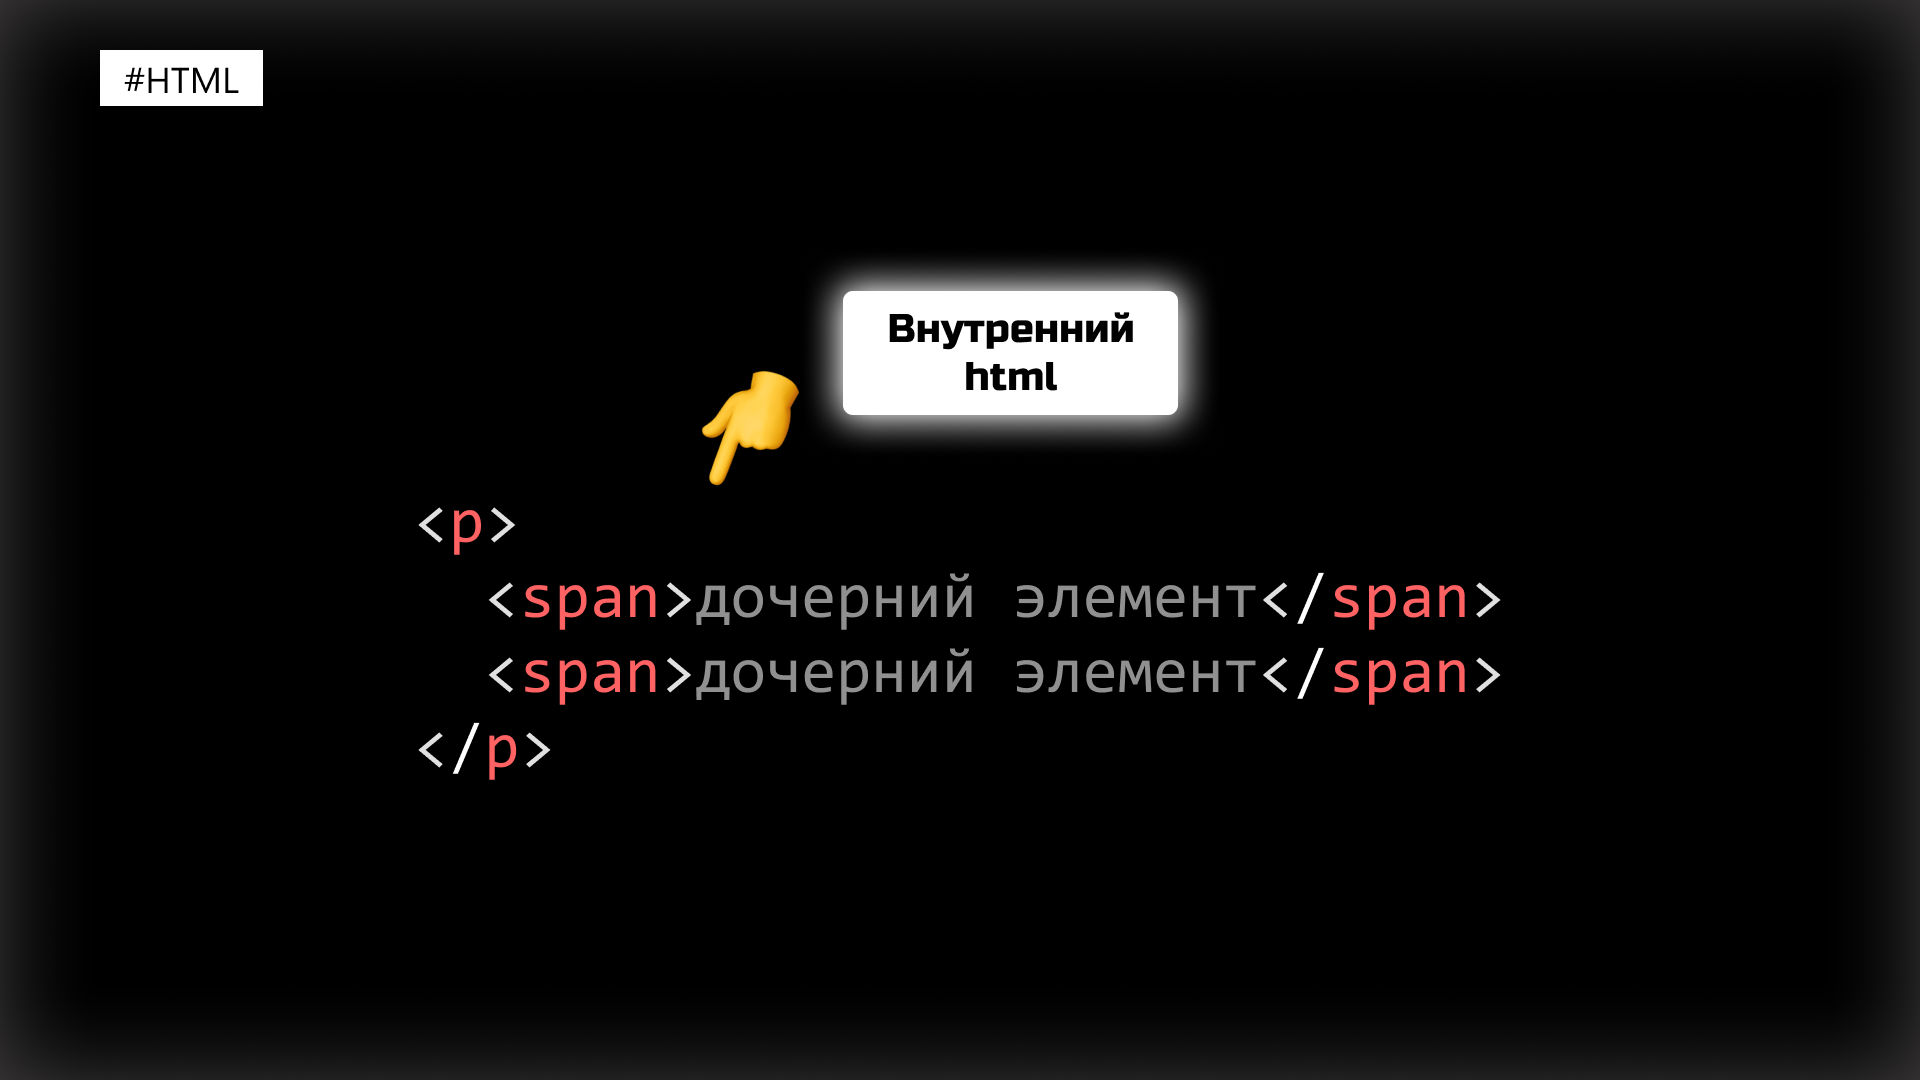 #HTML
Внутренний
html
<p>
<span>дочерний элемент</span>
<span>дочерний элемент</span>
</p>